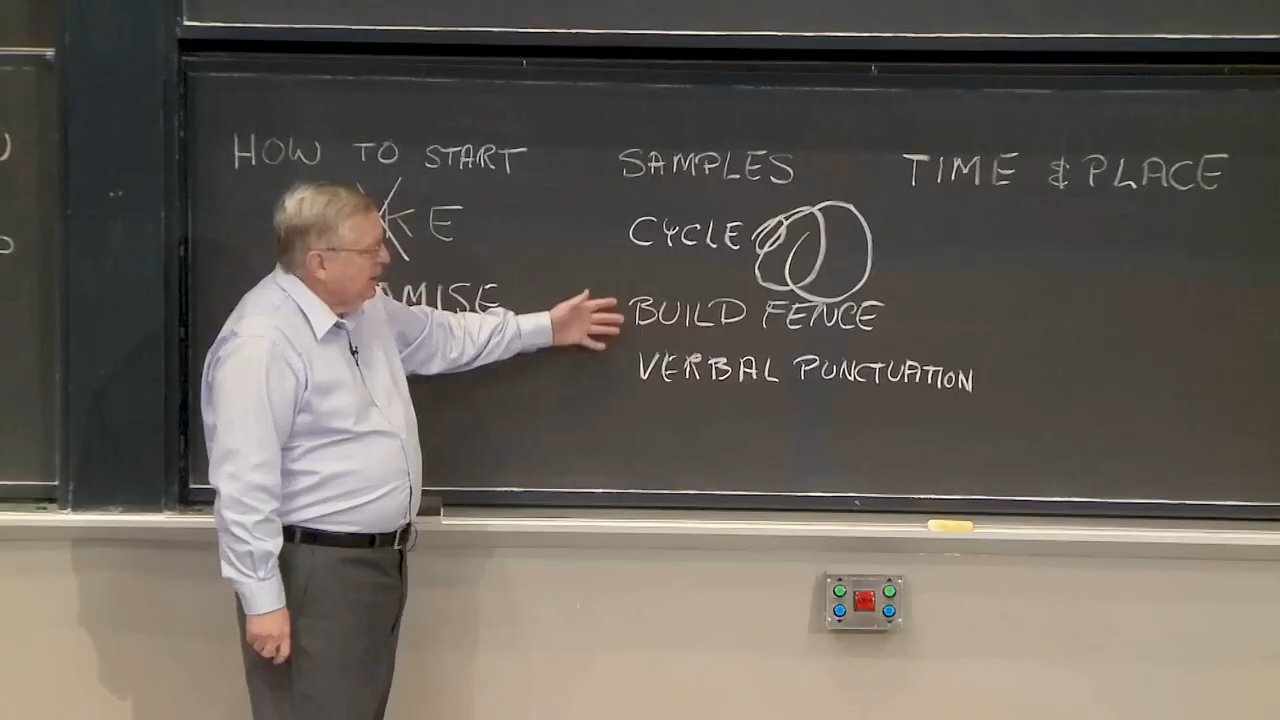 HOW TO START
SAMPLES
TIME & PLACE
CYCLE
BUILD FENCE
VERBAL PUNCTUATION